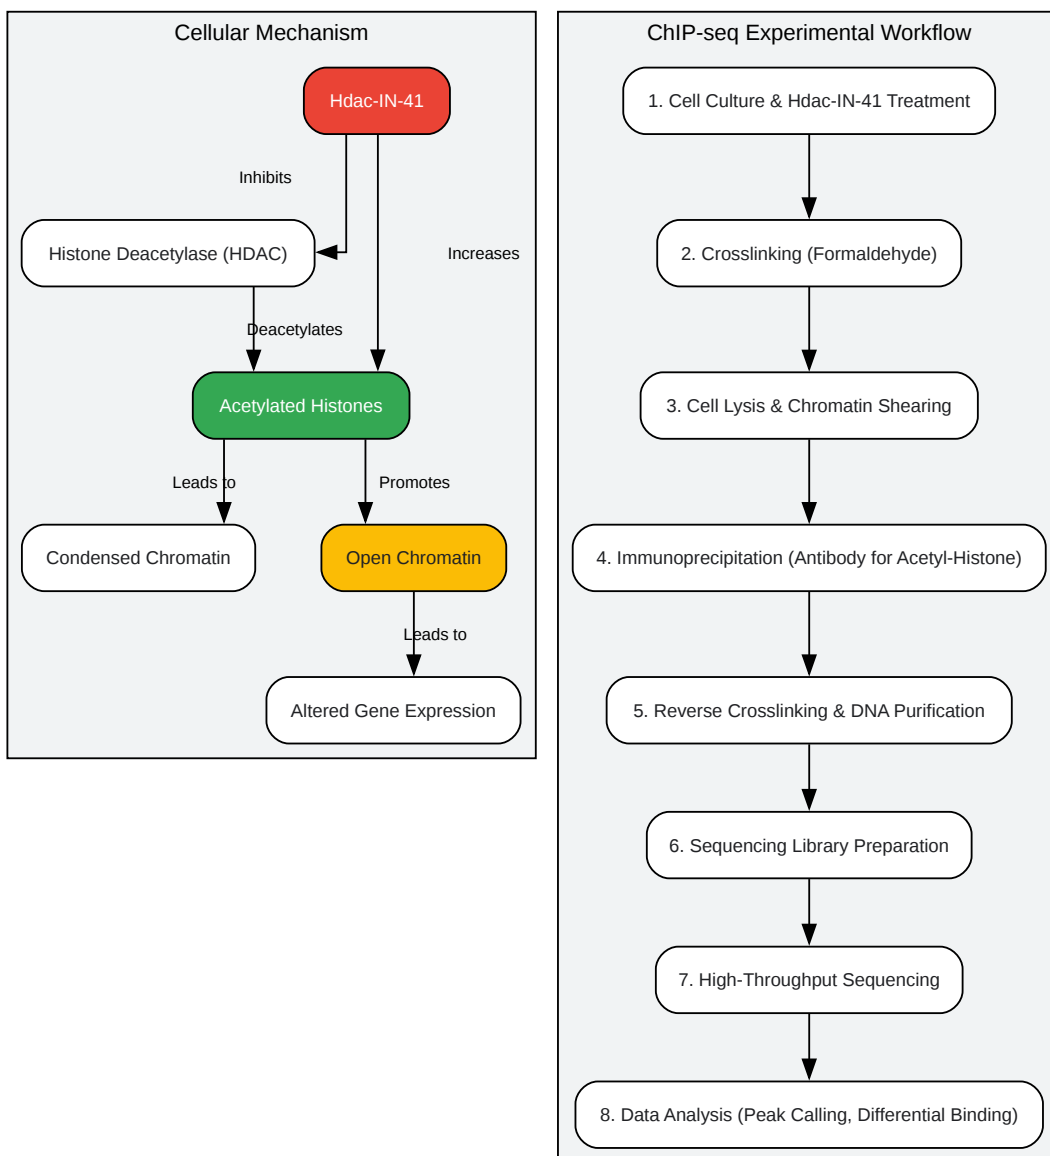 Cellular Mechanism
Hdac-IN-41
Inhibits
Histone Deacetylase (HDAC)
Increases
Deacetylates
Acetylated Histones
Leads to
Promotes
Condensed Chromatin
Open Chromatin
Leads to
Altered Gene Expression
ChIP-seq Experimental Workflow
1. Cell Culture & Hdac-IN-41 Treatment
2. Crosslinking (Formaldehyde)
3. Cell Lysis & Chromatin Shearing
4. Immunoprecipitation (Antibody for Acetyl-Histone)
5. Reverse Crosslinking & DNA Purification
6. Sequencing Library Preparation
7. High-Throughput Sequencing
8. Data Analysis (Peak Calling, Differential Binding)